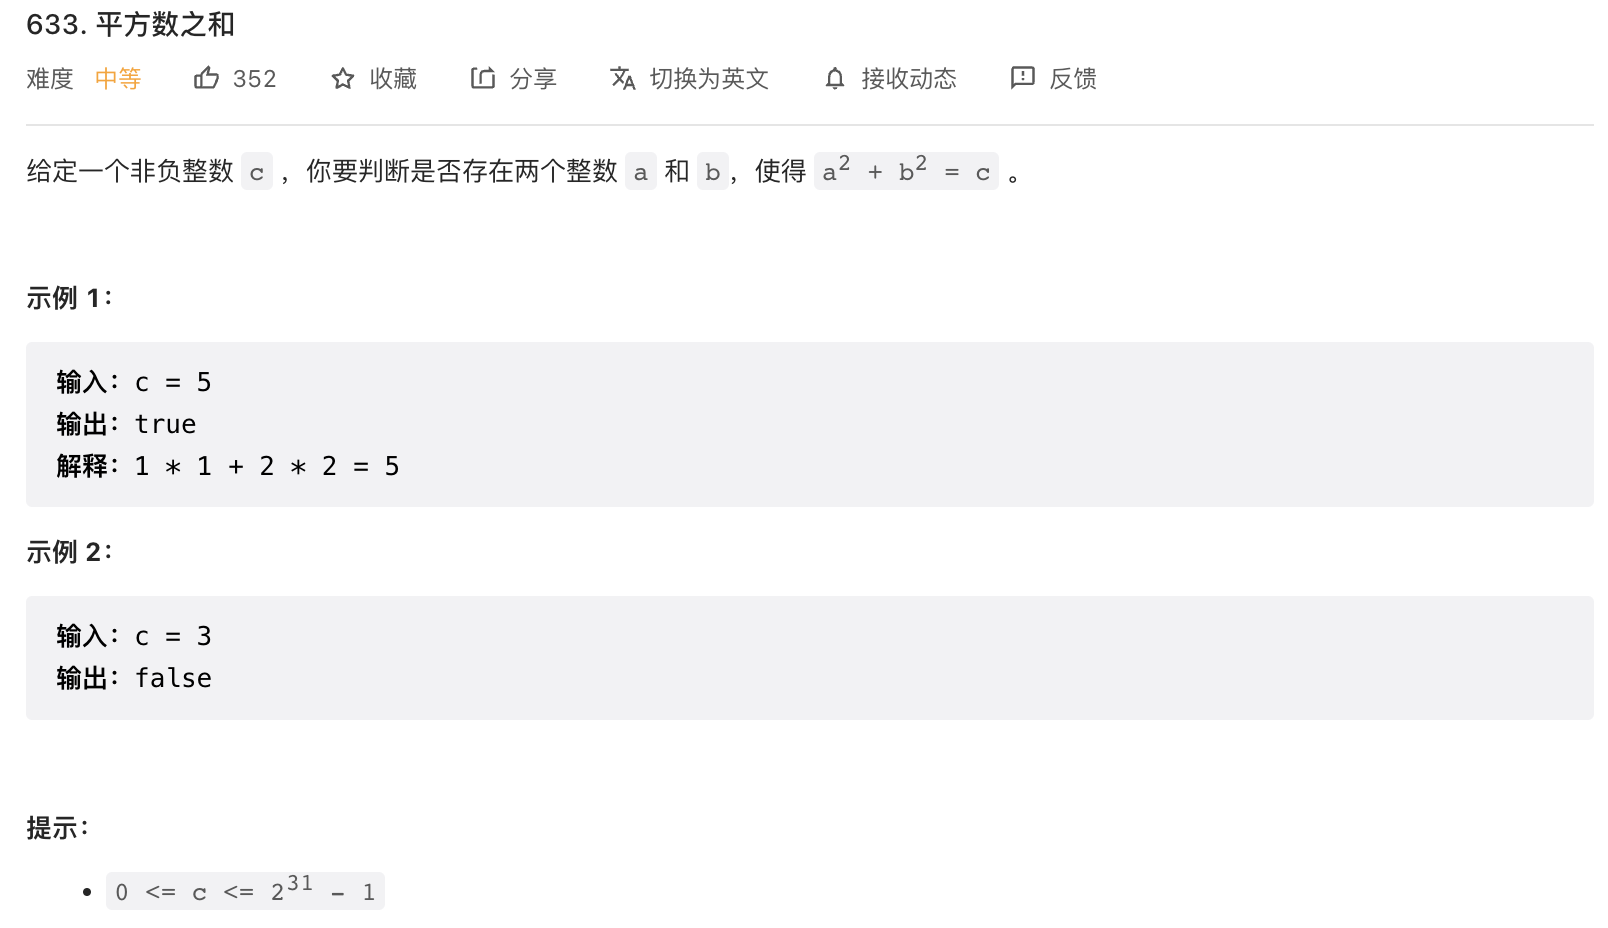 633. 平方数之和
难度 中等 352 收藏 分享 切换为英文 接收动态 反馈
给定一个非负整数 c ，你要判断是否存在两个整数 a 和 b，使得 a² + b² = c 。
示例 1：
输入：c = 5
输出：true
解释：1 * 1 + 2 * 2 = 5
示例 2：
输入：c = 3
输出：false
提示：
• 0 <= c <= 2³¹ - 1